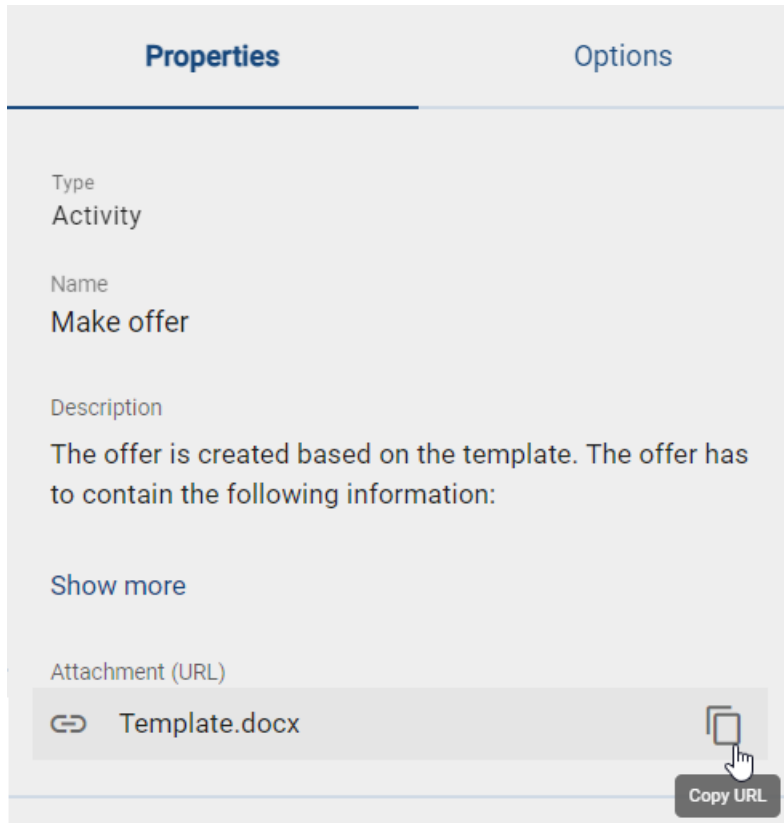 Properties Options
Type
Activity
Name
Make offer
Description
The offer is created based on the template. The offer has
to contain the following information:
Show more
Attachment (URL)
Template.docx
Copy URL